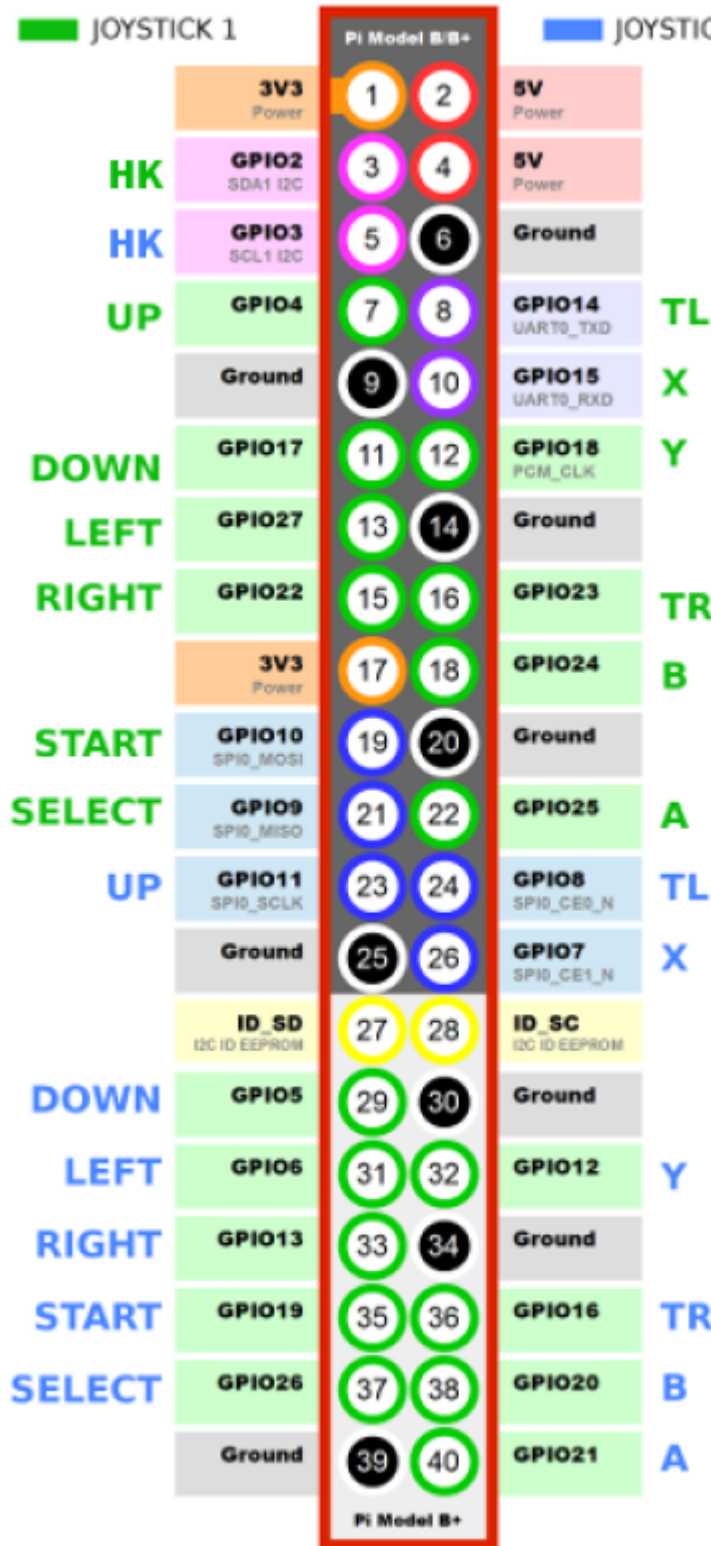 JOYSTICK 1 Pi Model B/B+ JOYSTIC
3V3 1 2 5V
Power Power
HK GPIO2 3 4 5V
SDA1 I2C Power
HK GPIO3 5 6 Ground
SCL1 I2C
UP GPIO4 7 8 GPIO14 TL
UART0_TXD
Ground 9 10 GPIO15 X
UART0_RXD
DOWN GPIO17 11 12 GPIO18 Y
PCM_CLK
LEFT GPIO27 13 14 Ground
RIGHT GPIO22 15 16 GPIO23 TR
3V3 17 18 GPIO24 B
Power
START GPIO10 19 20 Ground
SPI0_MOSI
SELECT GPIO9 21 22 GPIO25 A
SPI0_MISO
UP GPIO11 23 24 GPIO8 TL
SPI0_SCLK SPI0_CE0_N
Ground 25 26 GPIO7 X
SPI0_CE1_N
ID_SD 27 28 ID_SC
I2C ID EEPROM I2C ID EEPROM
DOWN GPIO5 29 30 Ground
LEFT GPIO6 31 32 GPIO12 Y
RIGHT GPIO13 33 34 Ground
START GPIO19 35 36 GPIO16 TR
SELECT GPIO26 37 38 GPIO20 B
Ground 39 40 GPIO21 A
Pi Model B+